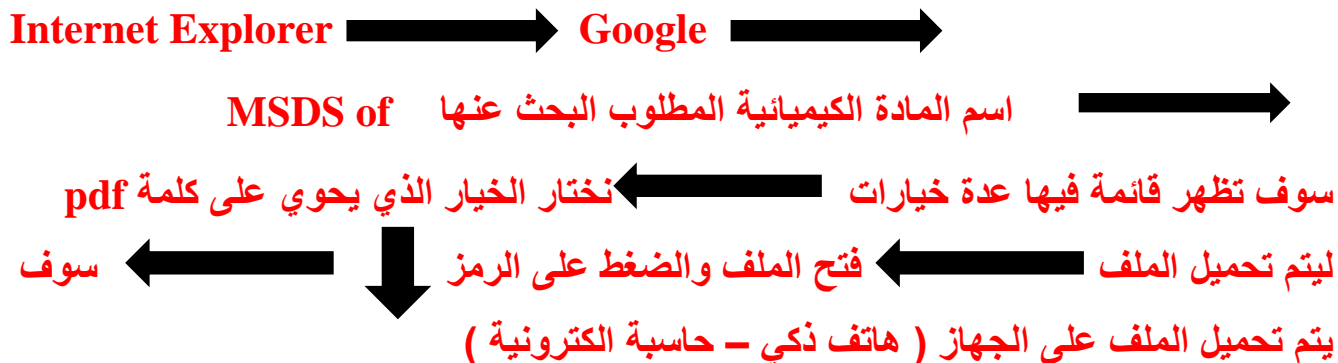 Internet Explorer Google
MSDS of اسم المادة الكيميائية المطلوب البحث عنها
سوف تظهر قائمة فيها عدة خيارات نختار الخيار الذي يحوي على كلمة pdf
ليتم تحميل الملف فتح الملف والضغط على الرمز سوف
يتم تحميل الملف على الجهاز ( هاتف ذكي – حاسبة الكترونية )